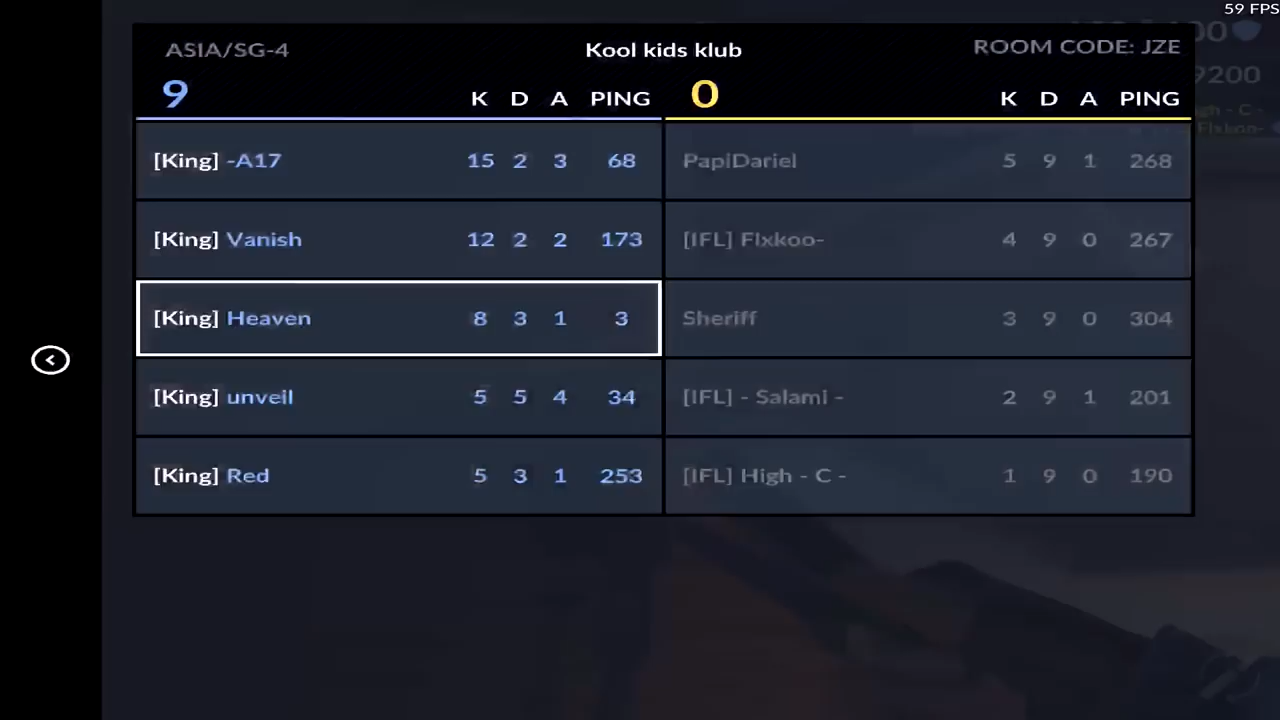 59 FPS
ASIA/SG-4 Kool kids klub ROOM CODE: JZE
9 K D A PING 0 K D A PING
[King] -A17 15 2 3 68 PapiDariel 5 9 1 268
[King] Vanish 12 2 2 173 [IFL] Flxkoo- 4 9 0 267
[King] Heaven 8 3 1 3 Sheriff 3 9 0 304
[King] unveil 5 5 4 34 [IFL] - Salami - 2 9 1 201
[King] Red 5 3 1 253 [IFL] High - C - 1 9 0 190